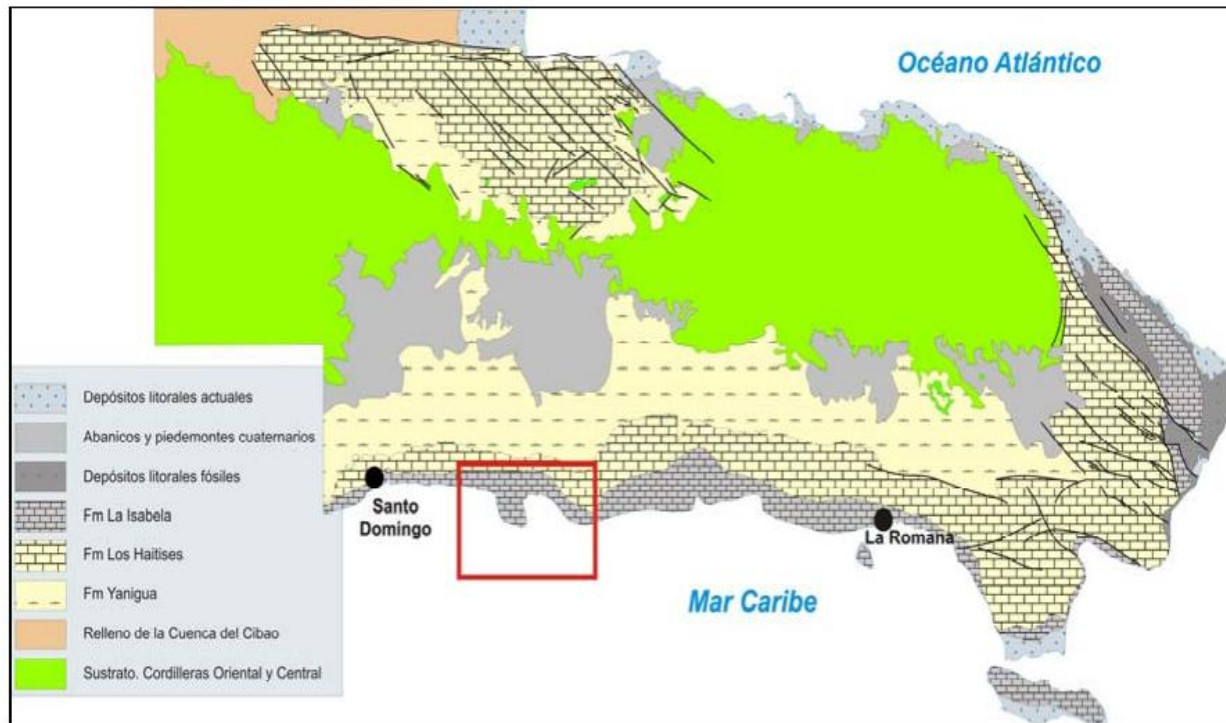 Océano Atlántico
Depósitos litorales actuales
Abanicos y piedemontes cuaternarios
Depósitos litorales fósiles
Fm La Isabela
Fm Los Haitises
Fm Yanigua
Relleno de la Cuenca del Cibao
Sustrato. Cordilleras Oriental y Central
Santo
Domingo
La Romana
Mar Caribe